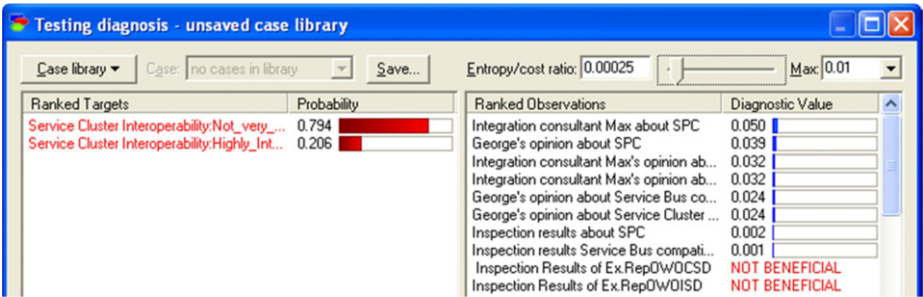 Testing diagnosis - unsaved case library
Case library
Case: no cases in library
Save...
Entropy/cost ratio: 0.00025
Max: 0.01
Ranked Targets Probability
Service Cluster Interoperability:Not_very_... 0.794
Service Cluster Interoperability:Highly_Int... 0.206
Ranked Observations Diagnostic Value
Integration consultant Max about SPC 0.050
George's opinion about SPC 0.039
Integration consultant Max's opinion ab... 0.032
Integration consultant Max's opinion ab... 0.032
George's opinion about Service Bus co... 0.024
George's opinion about Service Cluster ... 0.024
Inspection results about SPC 0.002
Inspection results Service Bus compati... 0.001
Inspection Results of Ex.RepOWOCSD NOT BENEFICIAL
Inspection Results of Ex.RepOWOISD NOT BENEFICIAL